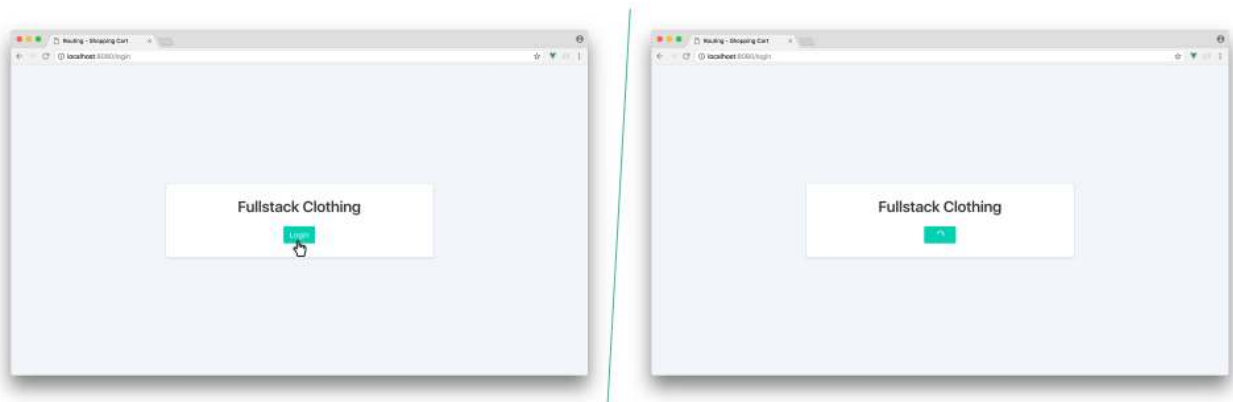 Routing - Shopping Cart
localhost:8080/login
Fullstack Clothing
Login
Routing - Shopping Cart
localhost:8080/login
Fullstack Clothing